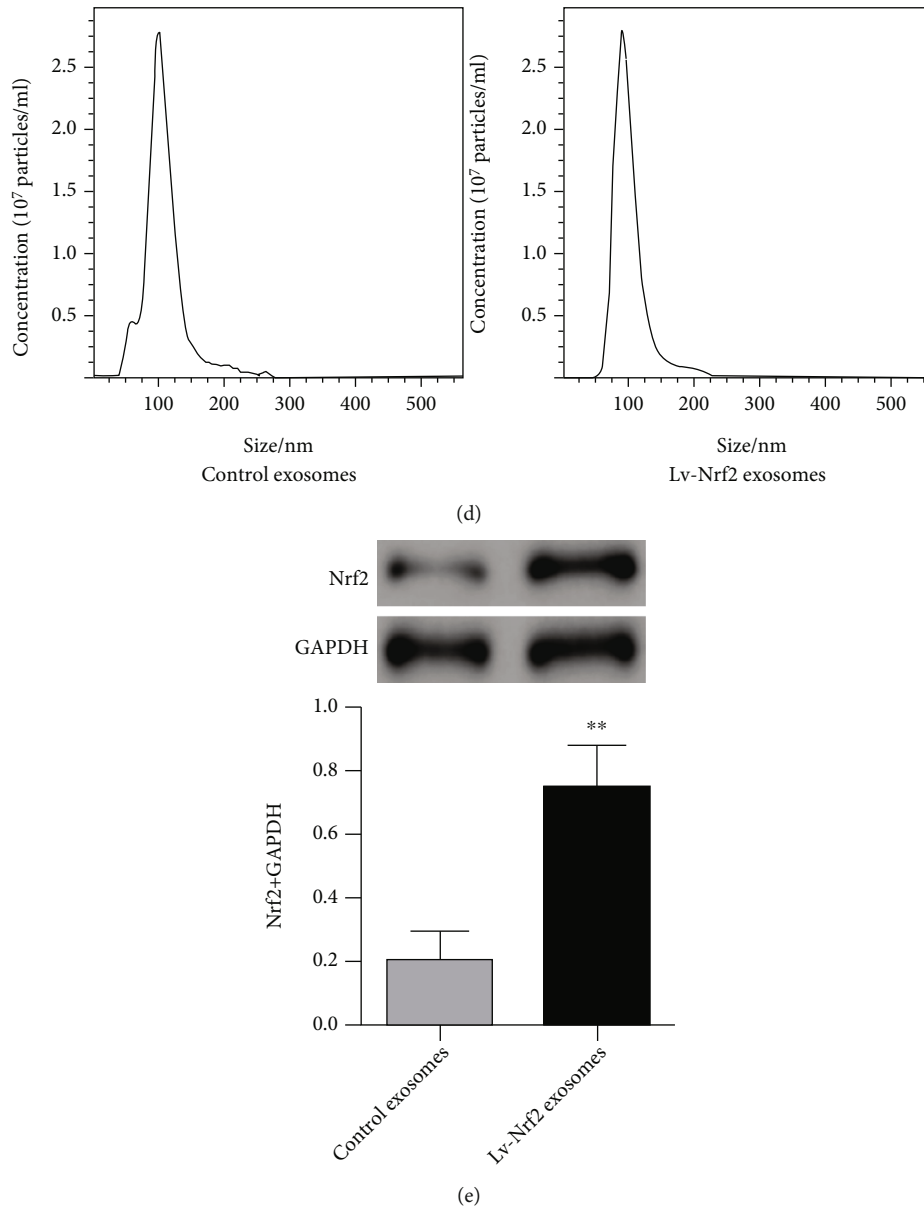 Concentration (10⁷ particles/ml)
2.5
2.0
1.5
1.0
0.5
100 200 300 400 500
Size/nm
Control exosomes
Concentration (10⁷ particles/ml)
2.5
2.0
1.5
1.0
0.5
100 200 300 400 500
Size/nm
Lv-Nrf2 exosomes
(d)
Nrf2
GAPDH
Nrf2+GAPDH
1.0
0.8
0.6
0.4
0.2
0.0
**
Control exosomes
Lv-Nrf2 exosomes
(e)